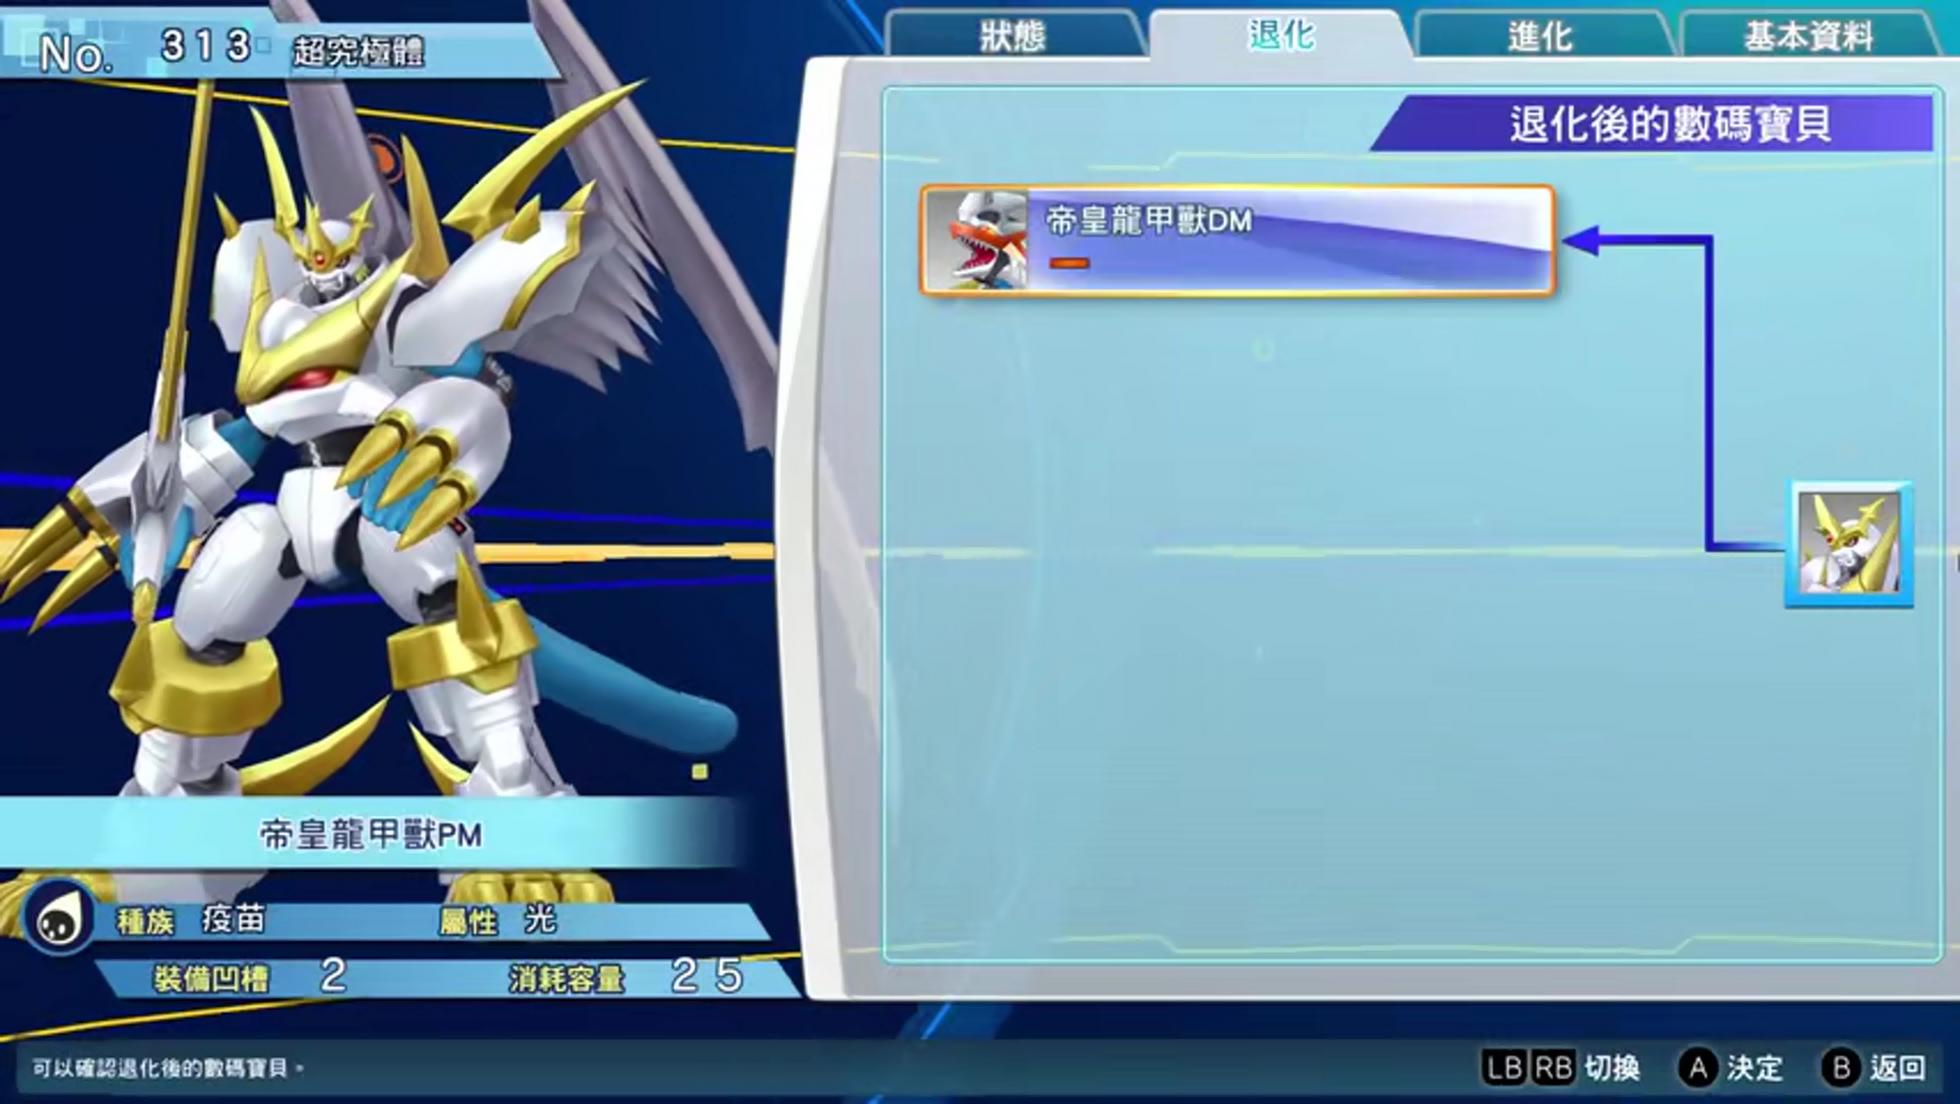 No. 313 超究極體
狀態 退化 進化 基本資料
退化後的數碼寶貝
帝皇龍甲獸DM
帝皇龍甲獸PM
種族 疫苗 屬性 光
裝備凹槽 2 消耗容量 25
可以確認退化後的數碼寶貝。
LB RB 切換 A 決定 B 返回